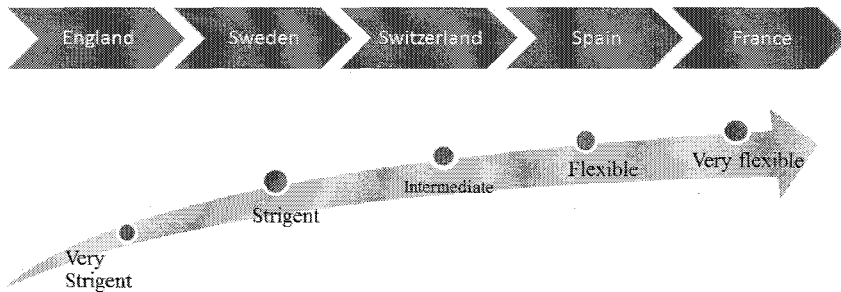 England Sweden Switzerland Spain France
Very flexible
Flexible
Intermediate
Strigent
Very
Strigent